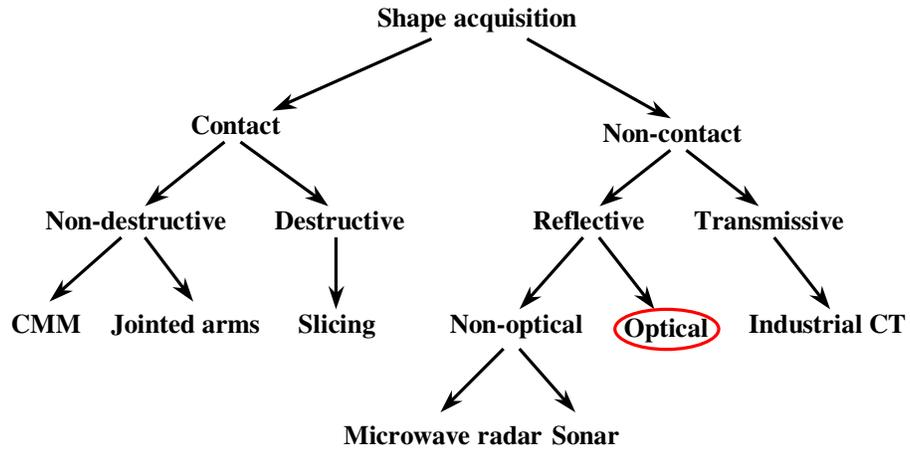 Shape acquisition
Contact
Non-contact
Non-destructive
Destructive
Reflective
Transmissive
CMM
Jointed arms
Slicing
Non-optical
Optical
Industrial CT
Microwave radar
Sonar